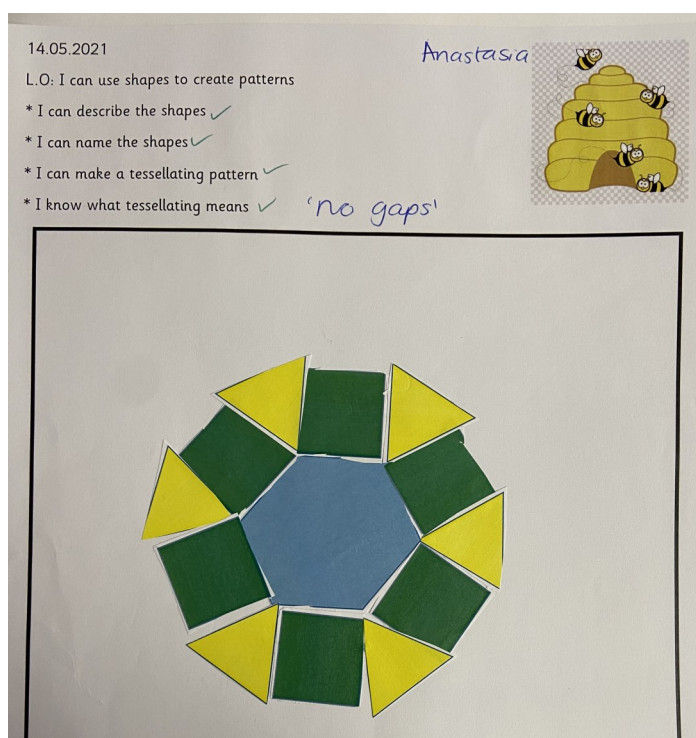 14.05.2021
Anastasia
L.O: I can use shapes to create patterns
* I can describe the shapes ✓
* I can name the shapes ✓
* I can make a tessellating pattern ✓
* I know what tessellating means ✓ 'no gaps'